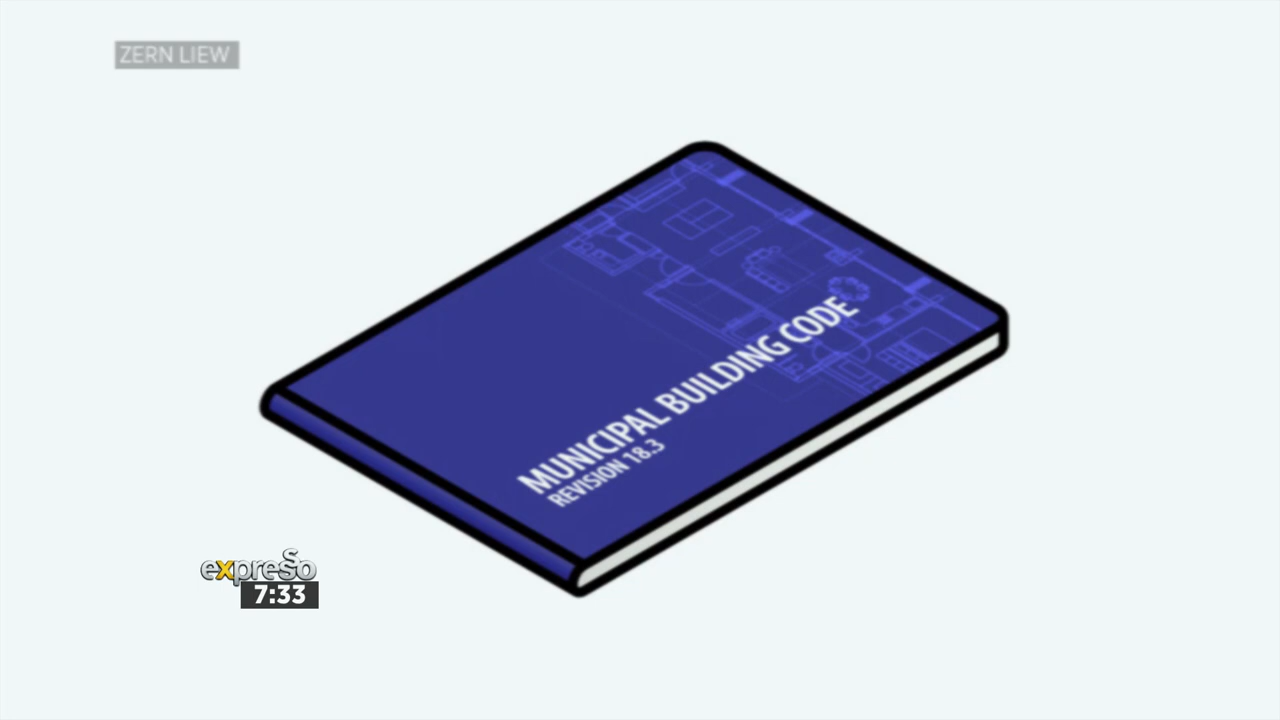 ZERN LIEW
MUNICIPAL BUILDING CODE
REVISION 18.3
expresso
7:33